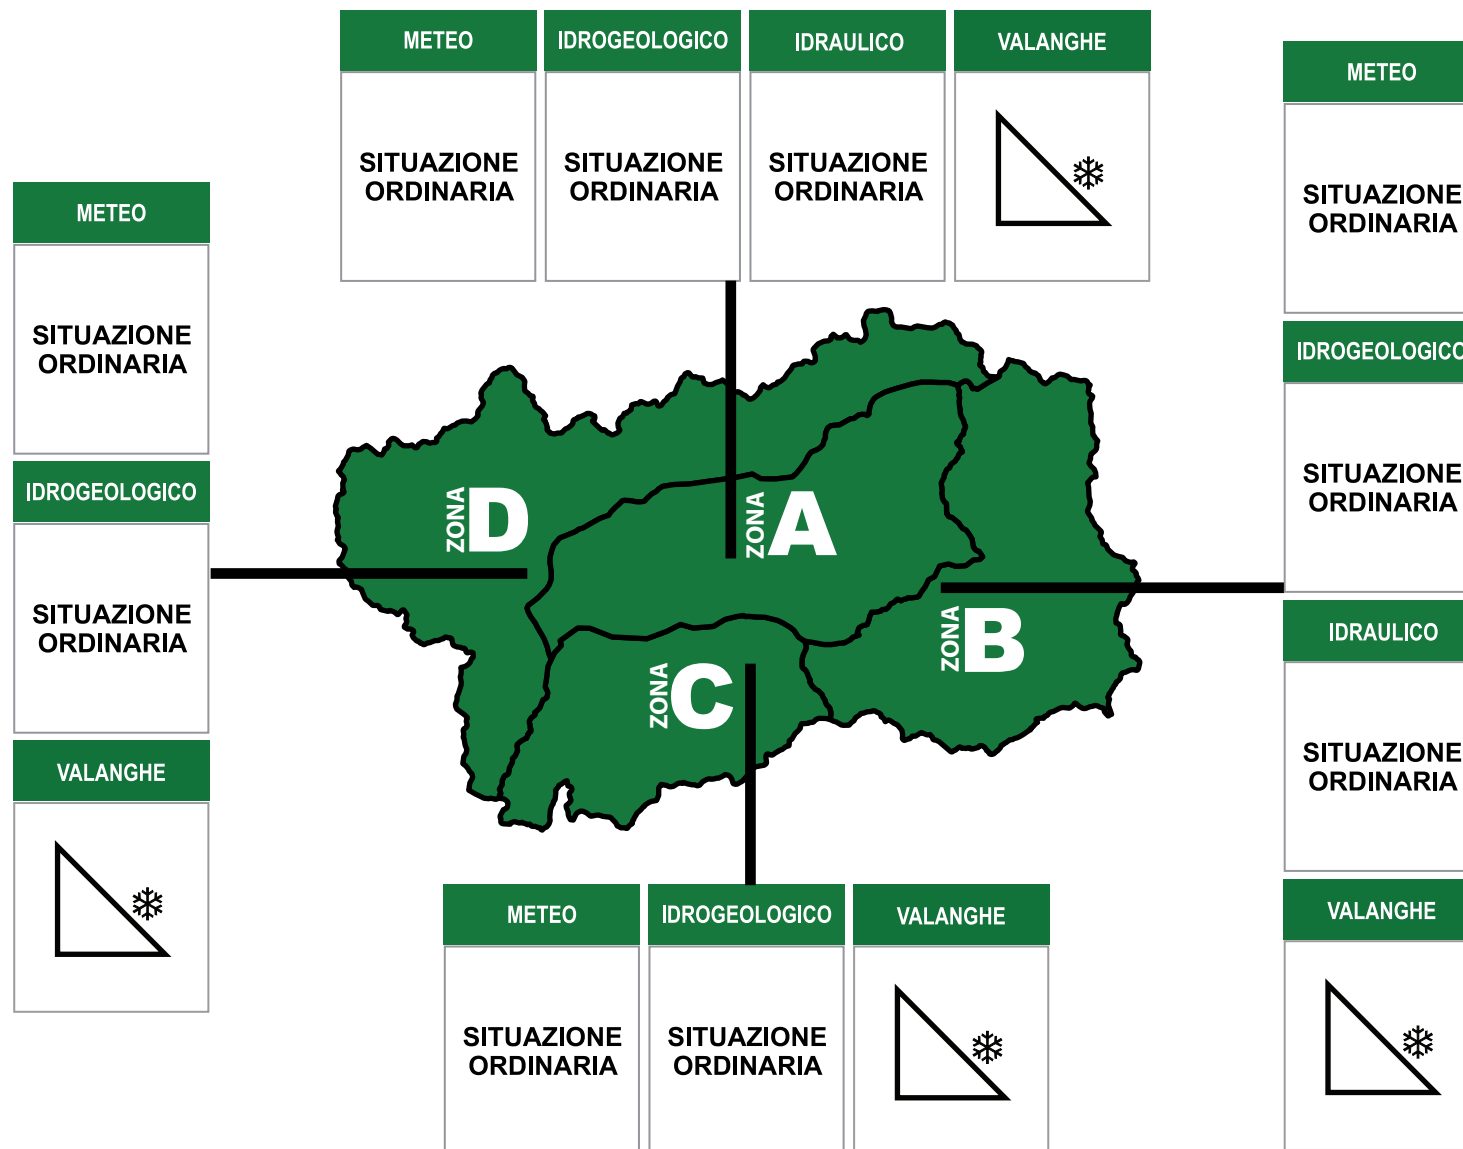 METEO
IDROGEOLOGICO
IDRAULICO
VALANGHE
SITUAZIONE
ORDINARIA
SITUAZIONE
ORDINARIA
SITUAZIONE
ORDINARIA
METEO
SITUAZIONE
ORDINARIA
IDROGEOLOGICO
SITUAZIONE
ORDINARIA
VALANGHE
ZONA D
ZONA A
ZONA B
ZONA C
METEO
SITUAZIONE
ORDINARIA
IDROGEOLOGICO
SITUAZIONE
ORDINARIA
IDRAULICO
SITUAZIONE
ORDINARIA
VALANGHE
METEO
IDROGEOLOGICO
VALANGHE
SITUAZIONE
ORDINARIA
SITUAZIONE
ORDINARIA